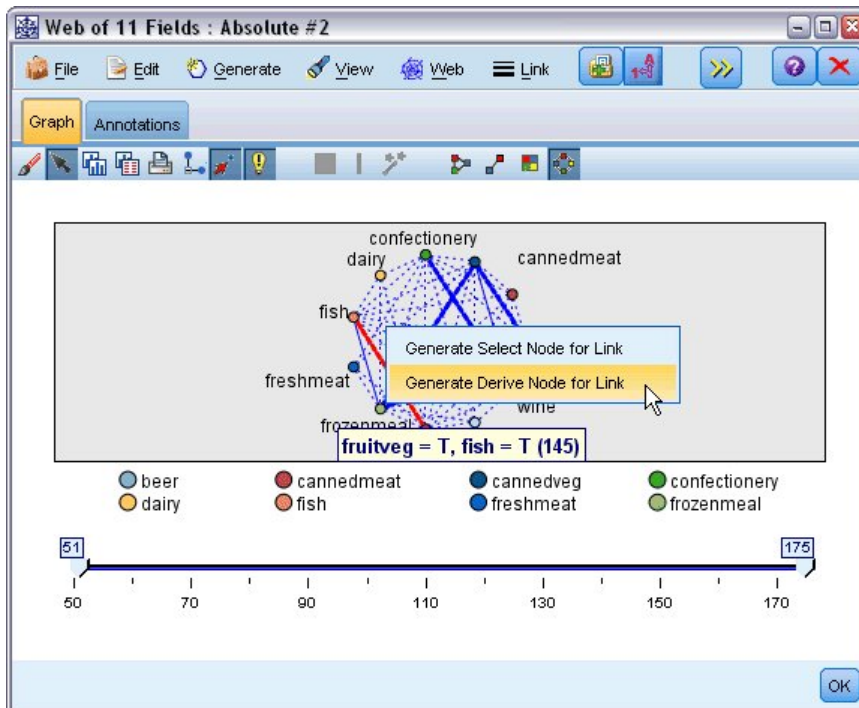 Web of 11 Fields : Absolute #2
File Edit Generate View Web Link
Graph Annotations
confectionery
dairy cannedmeat
fish
Generate Select Node for Link
freshmeat Generate Derive Node for Link
wine
frozenmeal
fruitveg = T, fish = T (145)
beer cannedmeat cannedveg confectionery
dairy fish freshmeat frozenmeal
51 175
50 70 90 110 130 150 170
OK